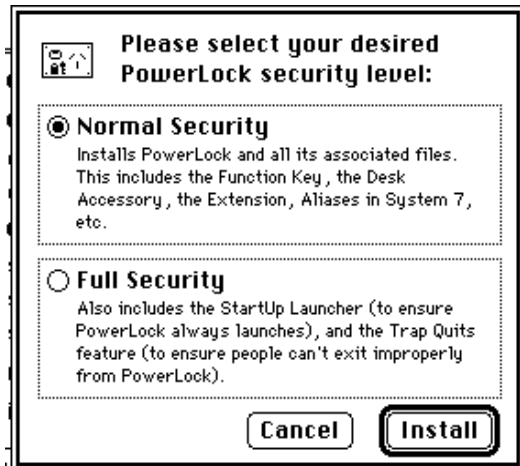 Please select your desired
PowerLock security level:
Normal Security
Installs PowerLock and all its associated files.
This includes the Function Key, the Desk
Accessory, the Extension, Aliases in System 7,
etc.
Full Security
Also includes the StartUp Launcher (to ensure
PowerLock always launches), and the Trap Quits
feature (to ensure people can't exit improperly
from PowerLock).
Cancel Install